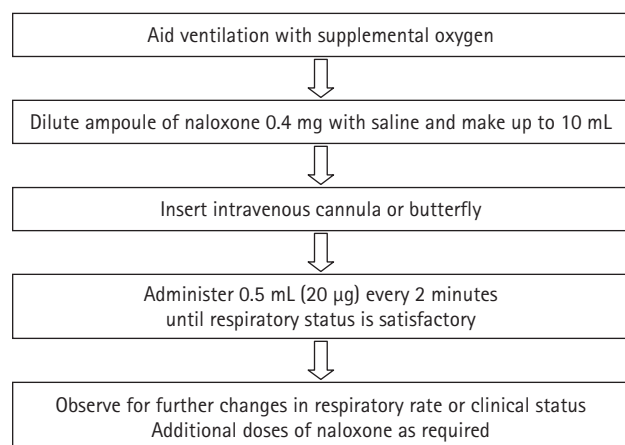 Aid ventilation with supplemental oxygen
Dilute ampoule of naloxone 0.4 mg with saline and make up to 10 mL
Insert intravenous cannula or butterfly
Administer 0.5 mL (20 μg) every 2 minutes
until respiratory status is satisfactory
Observe for further changes in respiratory rate or clinical status
Additional doses of naloxone as required